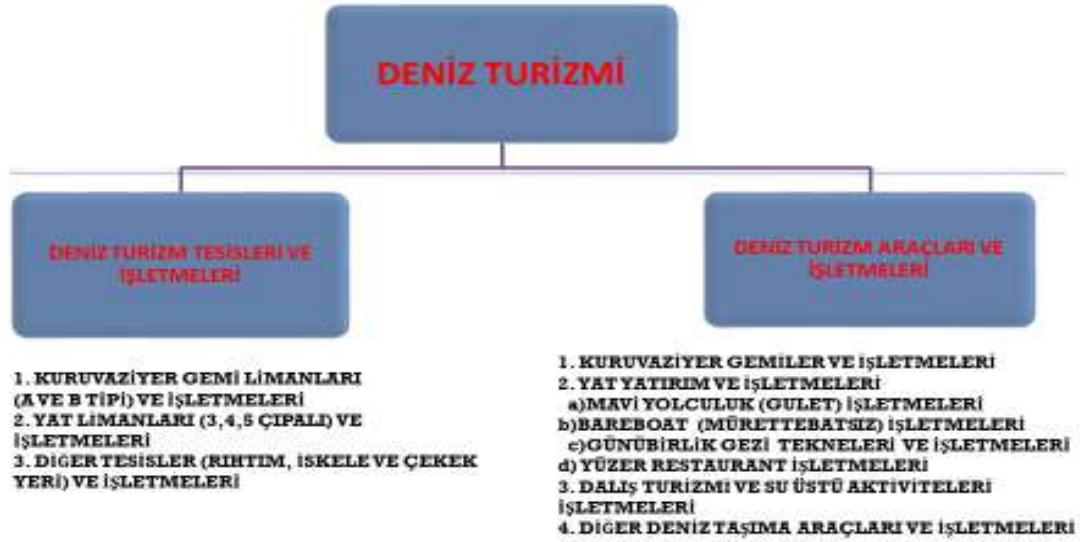 DENİZ TURİZMİ
DENİZ TURİZM TESİSLERİ VE
İŞLETMELERİ
1. KURUVAZİYER GEMİ LİMANLARI
(A VE B TİPİ) VE İŞLETMELERİ
2. YAT LİMANLARI (3,4,5 ÇIPALI) VE
İŞLETMELERİ
3. DİĞER TESİSLER (RIHTIM, İSKELE VE ÇEKEK
YERİ) VE İŞLETMELERİ
DENİZ TURİZM ARAÇLARI VE
İŞLETMELERİ
1. KURUVAZİYER GEMİLER VE İŞLETMELERİ
2. YAT YATIRIM VE İŞLETMELERİ
a)MAVİ YOLCULUK (GULET) İŞLETMELERİ
b)BAREBOAT (MÜRETTEBATSIZ) İŞLETMELERİ
c)GÜNÜBİRLİK GEZİ TEKNELERİ VE İŞLETMELERİ
d) YÜZER RESTAURANT İŞLETMELERİ
3. DALIŞ TURİZMİ VE SU ÜSTÜ AKTİVİTELERİ
İŞLETMELERİ
4. DİĞER DENİZ TAŞIMA ARAÇLARI VE İŞLETMELERİ